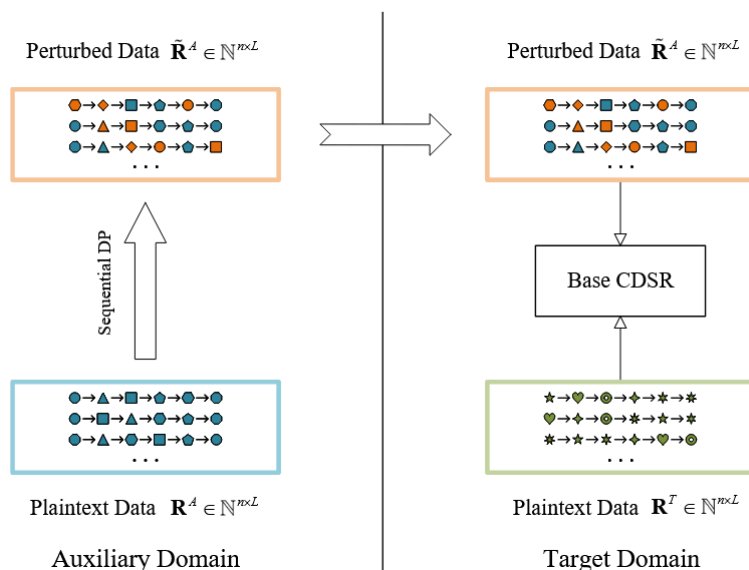 Perturbed Data R̃^A ∈ ℕ^{n×L}
Perturbed Data R̃^A ∈ ℕ^{n×L}
. . .
. . .
Sequential DP
Base CDSR
. . .
. . .
Plaintext Data R^A ∈ ℕ^{n×L}
Plaintext Data R^T ∈ ℕ^{n×L}
Auxiliary Domain
Target Domain